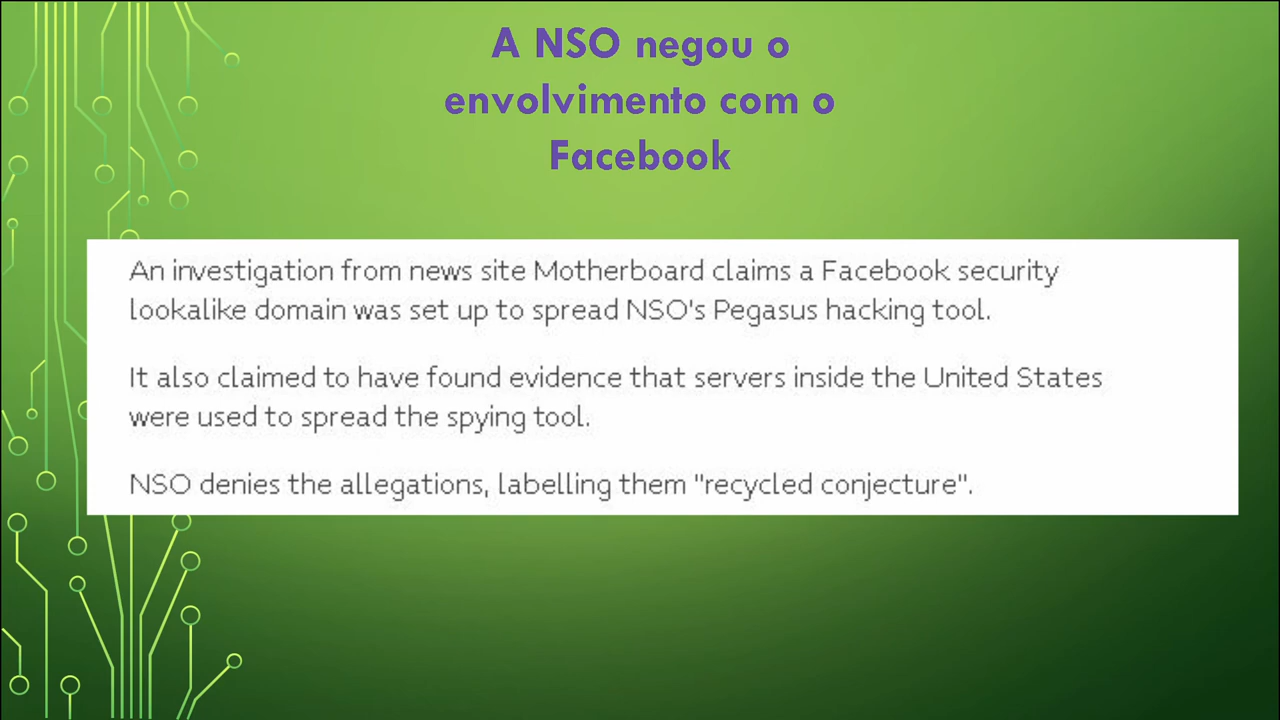 A NSO negou o
envolvimento com o
Facebook
An investigation from news site Motherboard claims a Facebook security
lookalike domain was set up to spread NSO's Pegasus hacking tool.
It also claimed to have found evidence that servers inside the United States
were used to spread the spying tool.
NSO denies the allegations, labelling them "recycled conjecture".